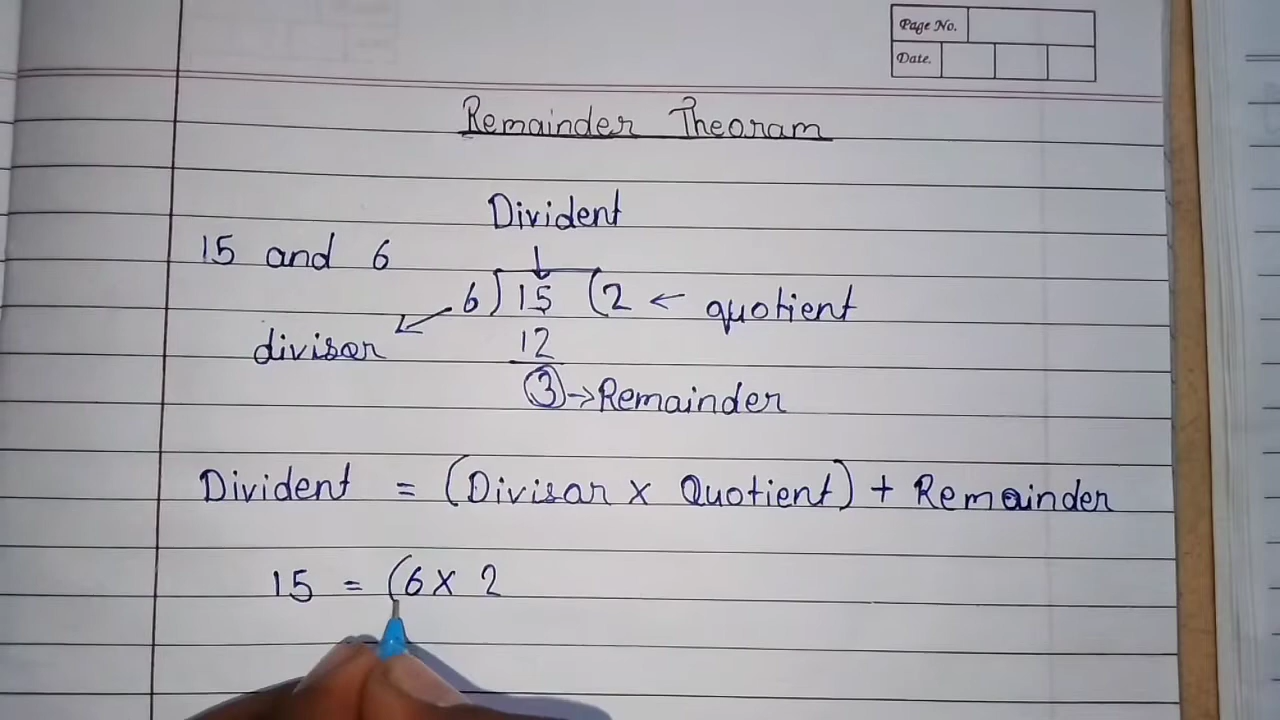 Page No.
Date.
Remainder Theoram
Divident
↓
15 and 6
6) 15 (2 ← quotient
divisor
12
3 → Remainder
Divident = (Divisor × Quotient) + Remainder
15 = (6 × 2